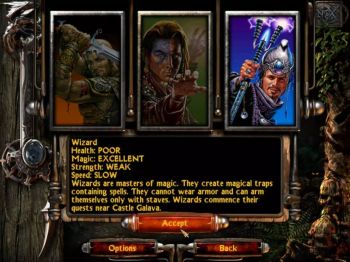 Wizard
Health: POOR
Magic: EXCELLENT
Strength: WEAK
Speed: SLOW
Wizards are masters of magic. They create magical traps
containing spells. They cannot wear armor and can arm
themselves only with staves. Wizards commence their
quests near Castle Galava.
Accept
Options
Back